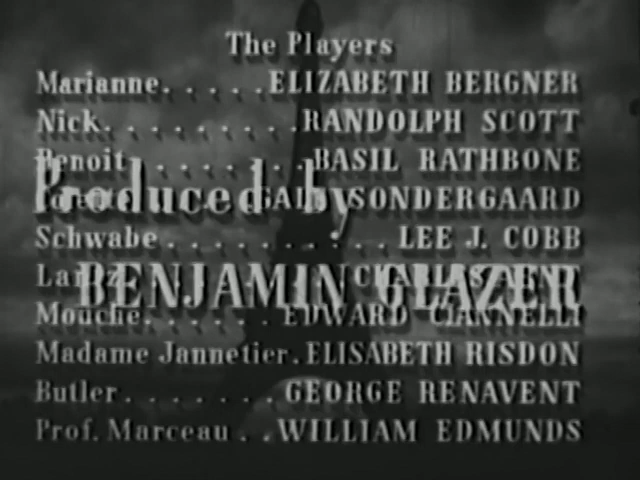 The Players
Marianne. . . . .ELIZABETH BERGNER
Nick. . . . . . . . .RANDOLPH SCOTT
Benoit. . . . . . . .BASIL RATHBONE
Produced by
GALE SONDERGAARD
Schwabe . . . . . . . . . . LEE J. COBB
BENJAMIN GLAZER
Mouche. . . . . . EDWARD CIANNELLI
Madame Jannetier.ELISABETH RISDON
Butler. . . . . . . GEORGE RENAVENT
Prof. Marceau . . WILLIAM EDMUNDS